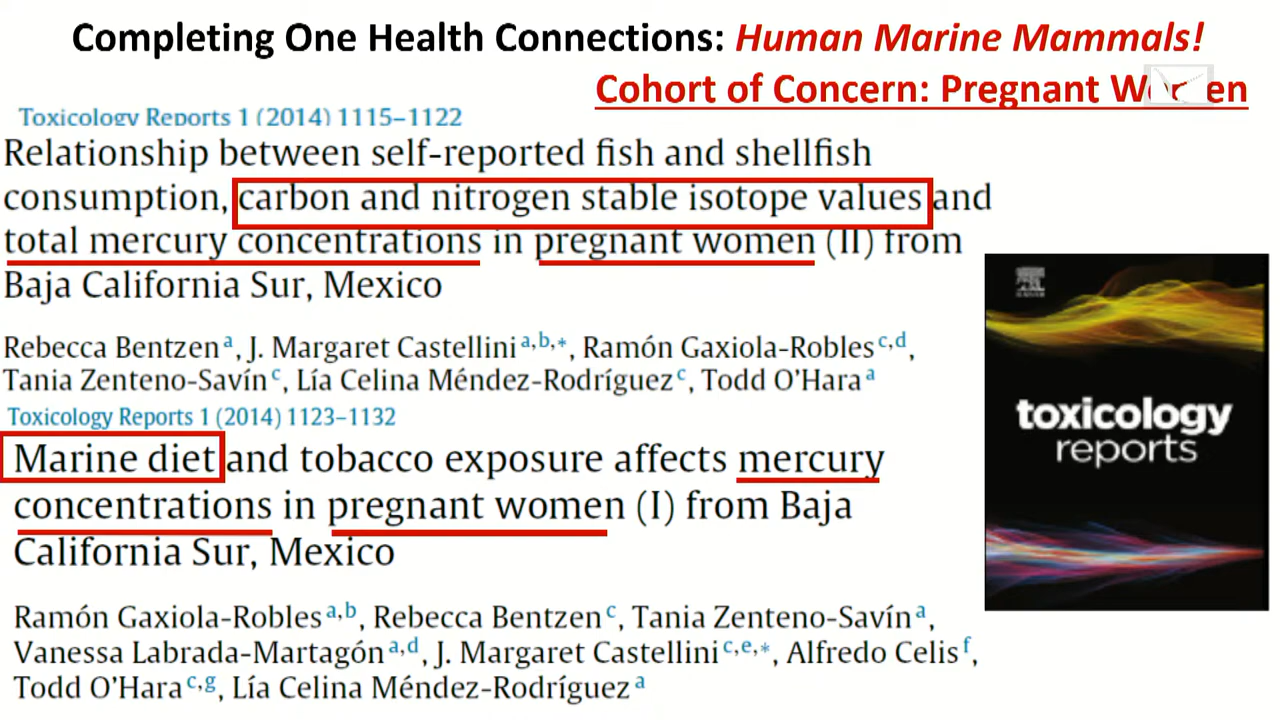 Completing One Health Connections: Human Marine Mammals!
Cohort of Concern: Pregnant Women
Toxicology Reports 1 (2014) 1115–1122
Relationship between self-reported fish and shellfish
consumption, carbon and nitrogen stable isotope values and
total mercury concentrations in pregnant women (II) from
Baja California Sur, Mexico
Rebecca Bentzen a, J. Margaret Castellini a,b,*, Ramón Gaxiola-Robles c,d,
Tania Zenteno-Savín c, Lía Celina Méndez-Rodríguez c, Todd O'Hara a
Toxicology Reports 1 (2014) 1123–1132
Marine diet and tobacco exposure affects mercury
concentrations in pregnant women (I) from Baja
California Sur, Mexico
Ramón Gaxiola-Robles a,b, Rebecca Bentzen c, Tania Zenteno-Savín a,
Vanessa Labrada-Martagón a,d, J. Margaret Castellini c,e,*, Alfredo Celis f,
Todd O'Hara c,g, Lía Celina Méndez-Rodríguez a
ELSEVIER
toxicology
reports